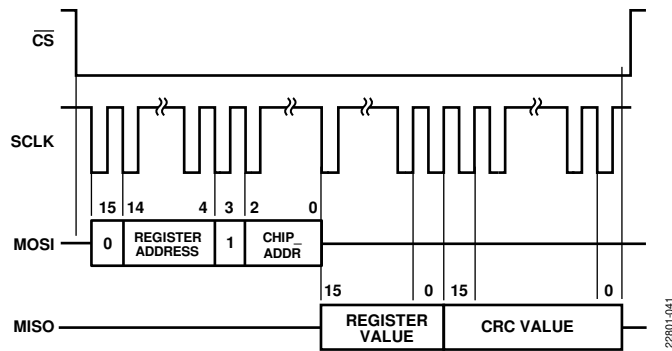 CS
SCLK
15 14 4 3 2 0
MOSI 0 REGISTER ADDRESS 1 CHIP_ ADDR
15 0 15 0
MISO REGISTER VALUE CRC VALUE
22801-041